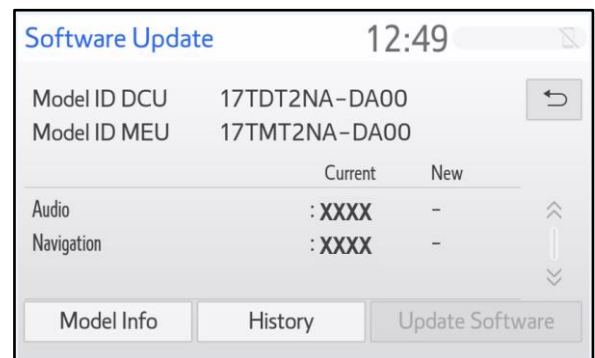 Software Update 12:49
Model ID DCU 17TDT2NA-DA00
Model ID MEU 17TMT2NA-DA00
Current New
Audio : XXXX -
Navigation : XXXX -
Model Info History Update Software